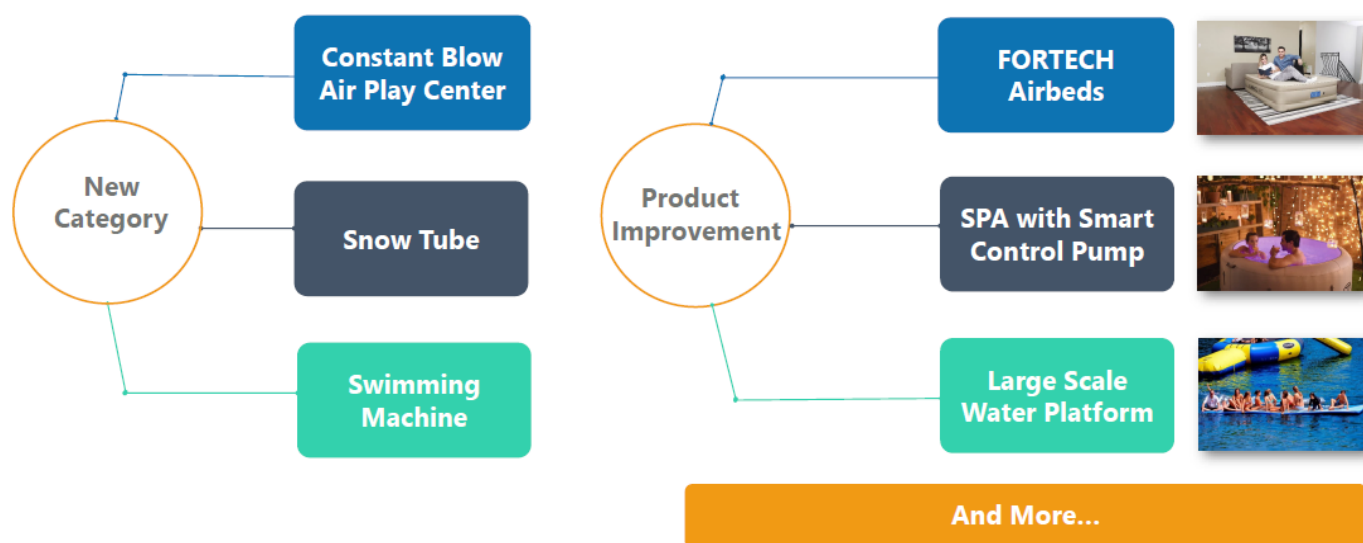 New
Category
Constant Blow
Air Play Center
Snow Tube
Swimming
Machine
Product
Improvement
FORTECH
Airbeds
SPA with Smart
Control Pump
Large Scale
Water Platform
And More...